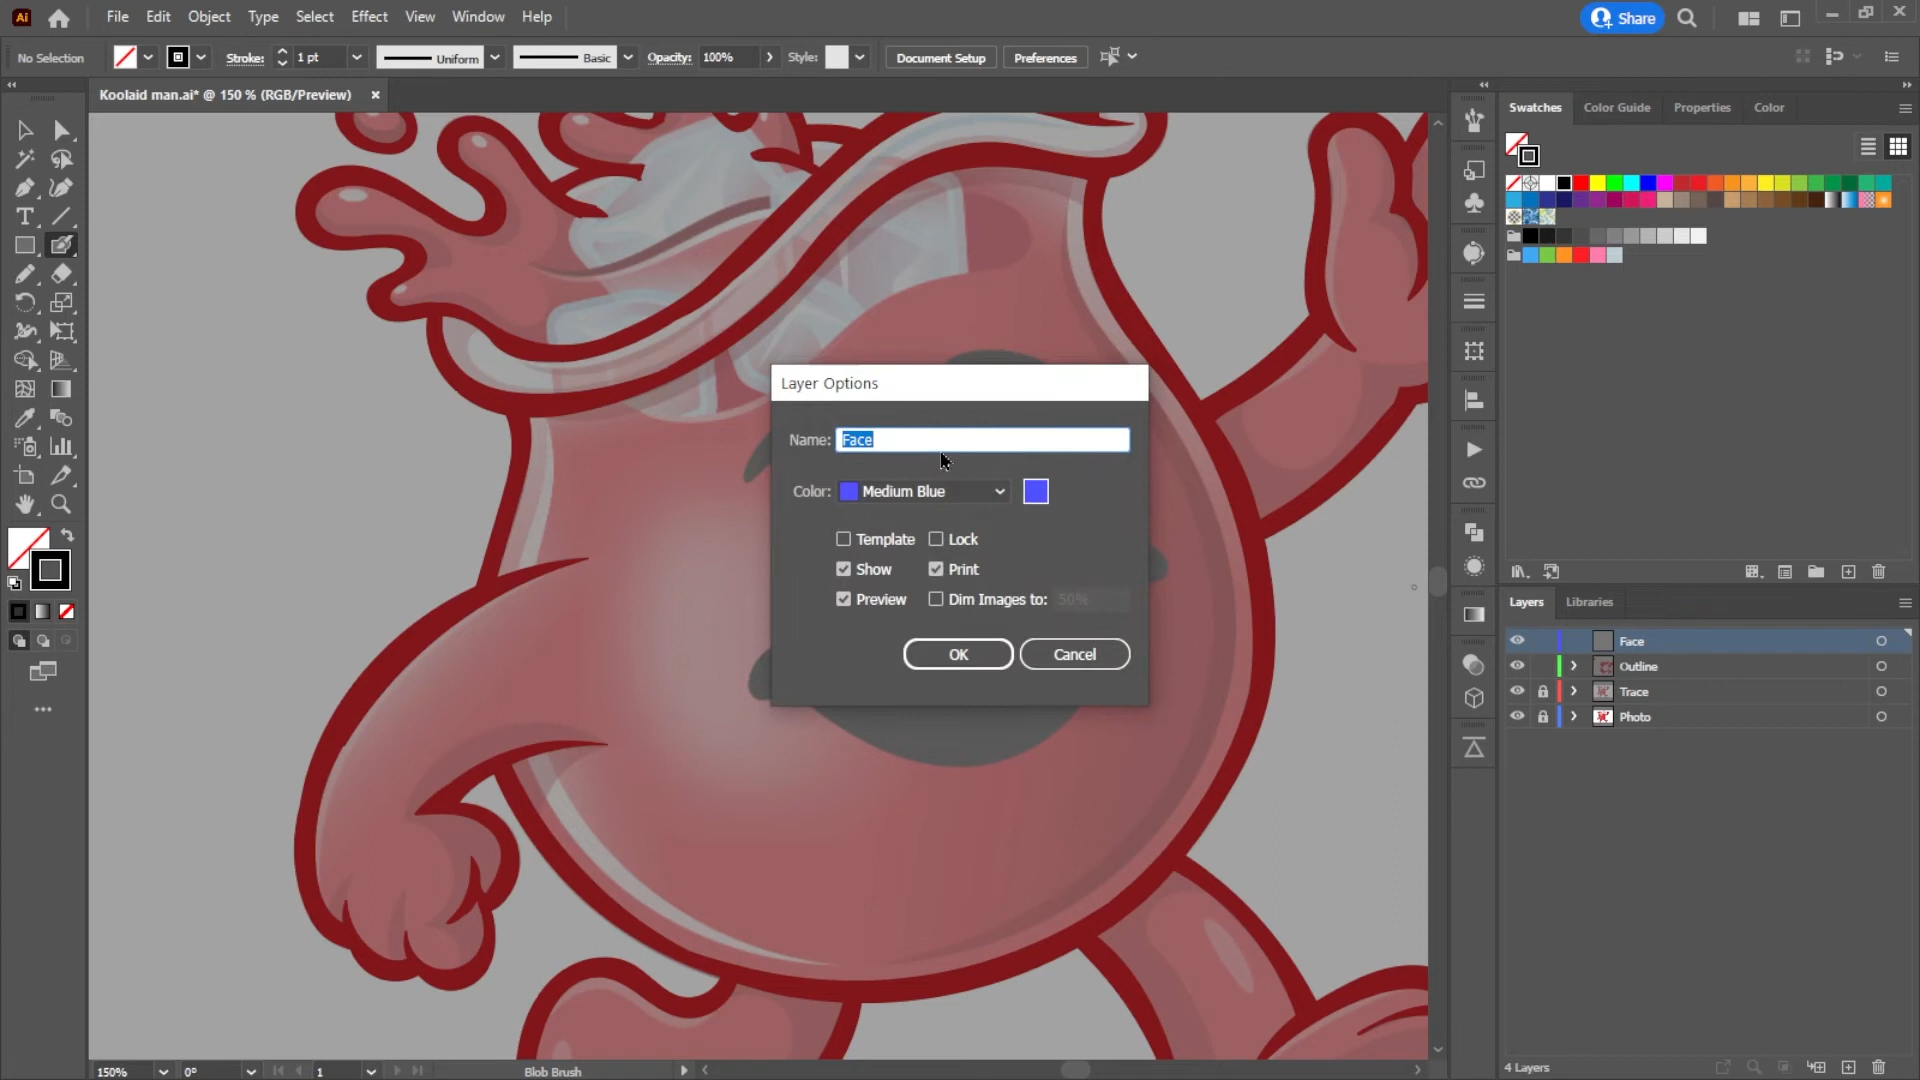 Ai File Edit Object Type Select Effect View Window Help Share
No Selection Stroke: 1 pt Uniform Basic Opacity: 100% Style: Document Setup Preferences
Koolaid man.ai* @ 150 % (RGB/Preview) ×
Swatches Color Guide Properties Color
Layer Options
Name: Face
Color: Medium Blue
Template Lock
Show Print
Preview Dim Images to: 50%
OK Cancel
Layers Libraries
Face
Outline
Trace
Photo
150% 0° 1 Blob Brush
4 Layers